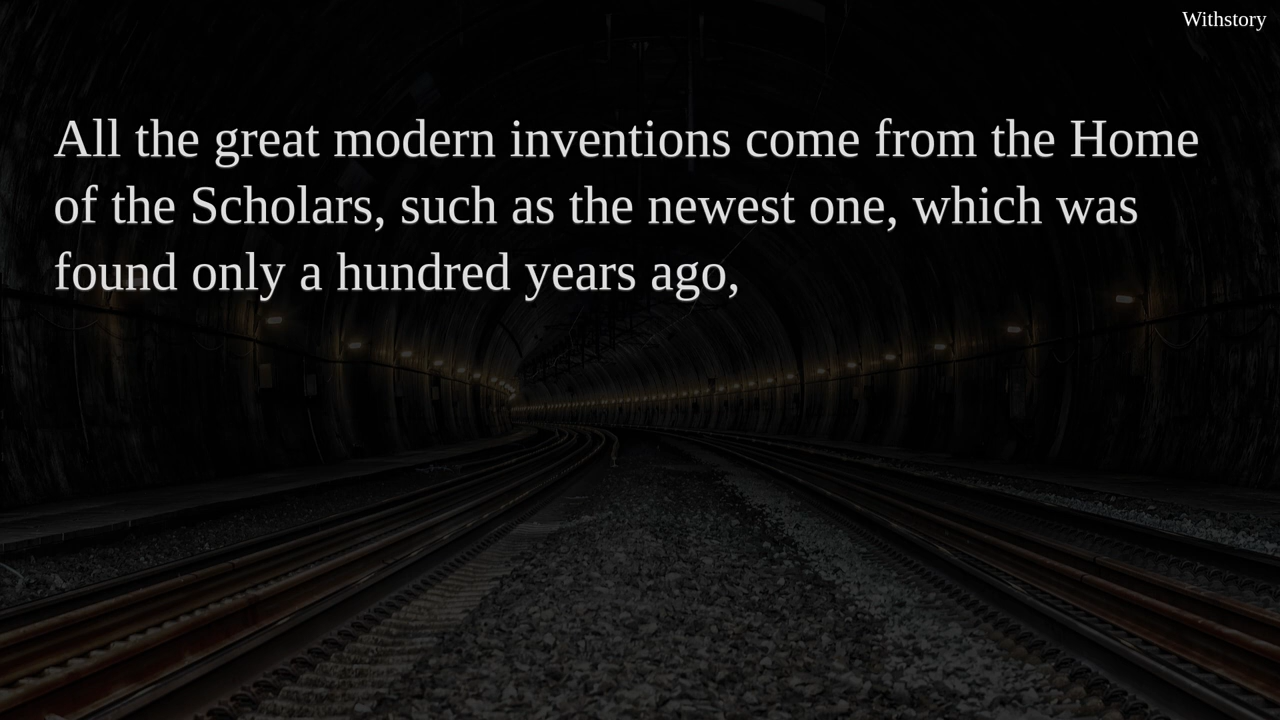 Withstory
All the great modern inventions come from the Home
of the Scholars, such as the newest one, which was
found only a hundred years ago,